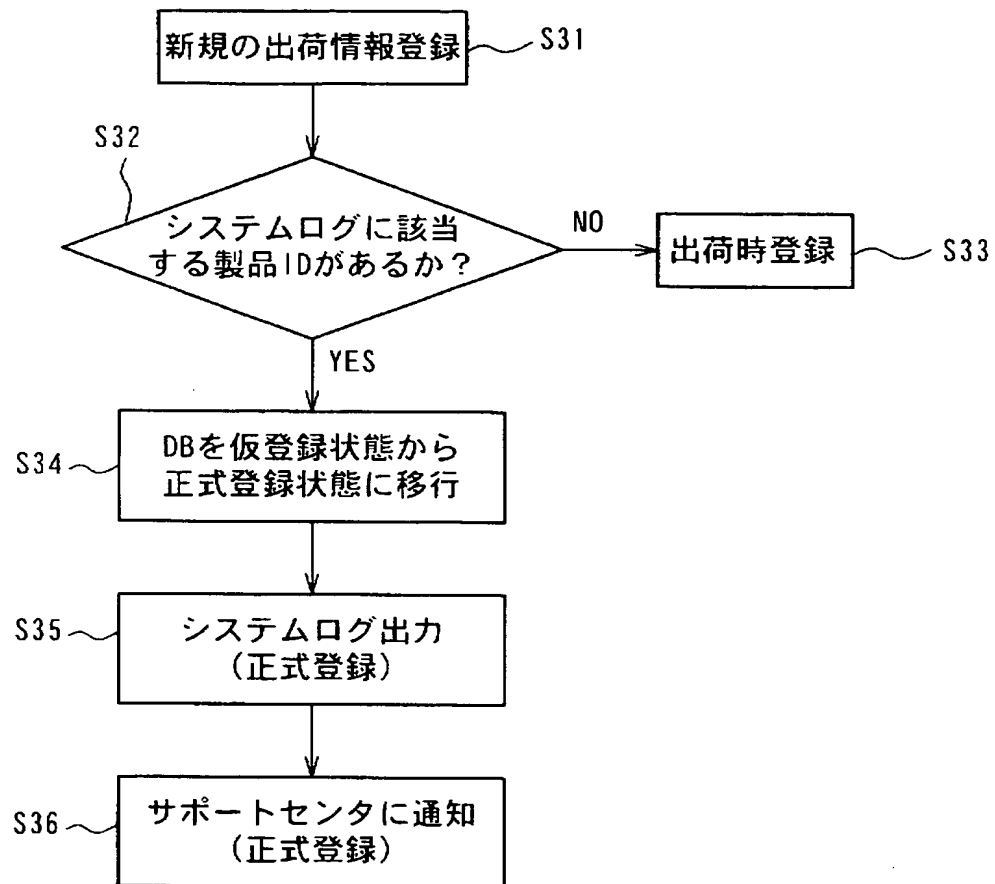 新規の出荷情報登録
S31
S32
システムログに該当
する製品IDがあるか？
NO
出荷時登録
S33
YES
S34
DBを仮登録状態から
正式登録状態に移行
S35
システムログ出力
(正式登録)
S36
サポートセンタに通知
(正式登録)